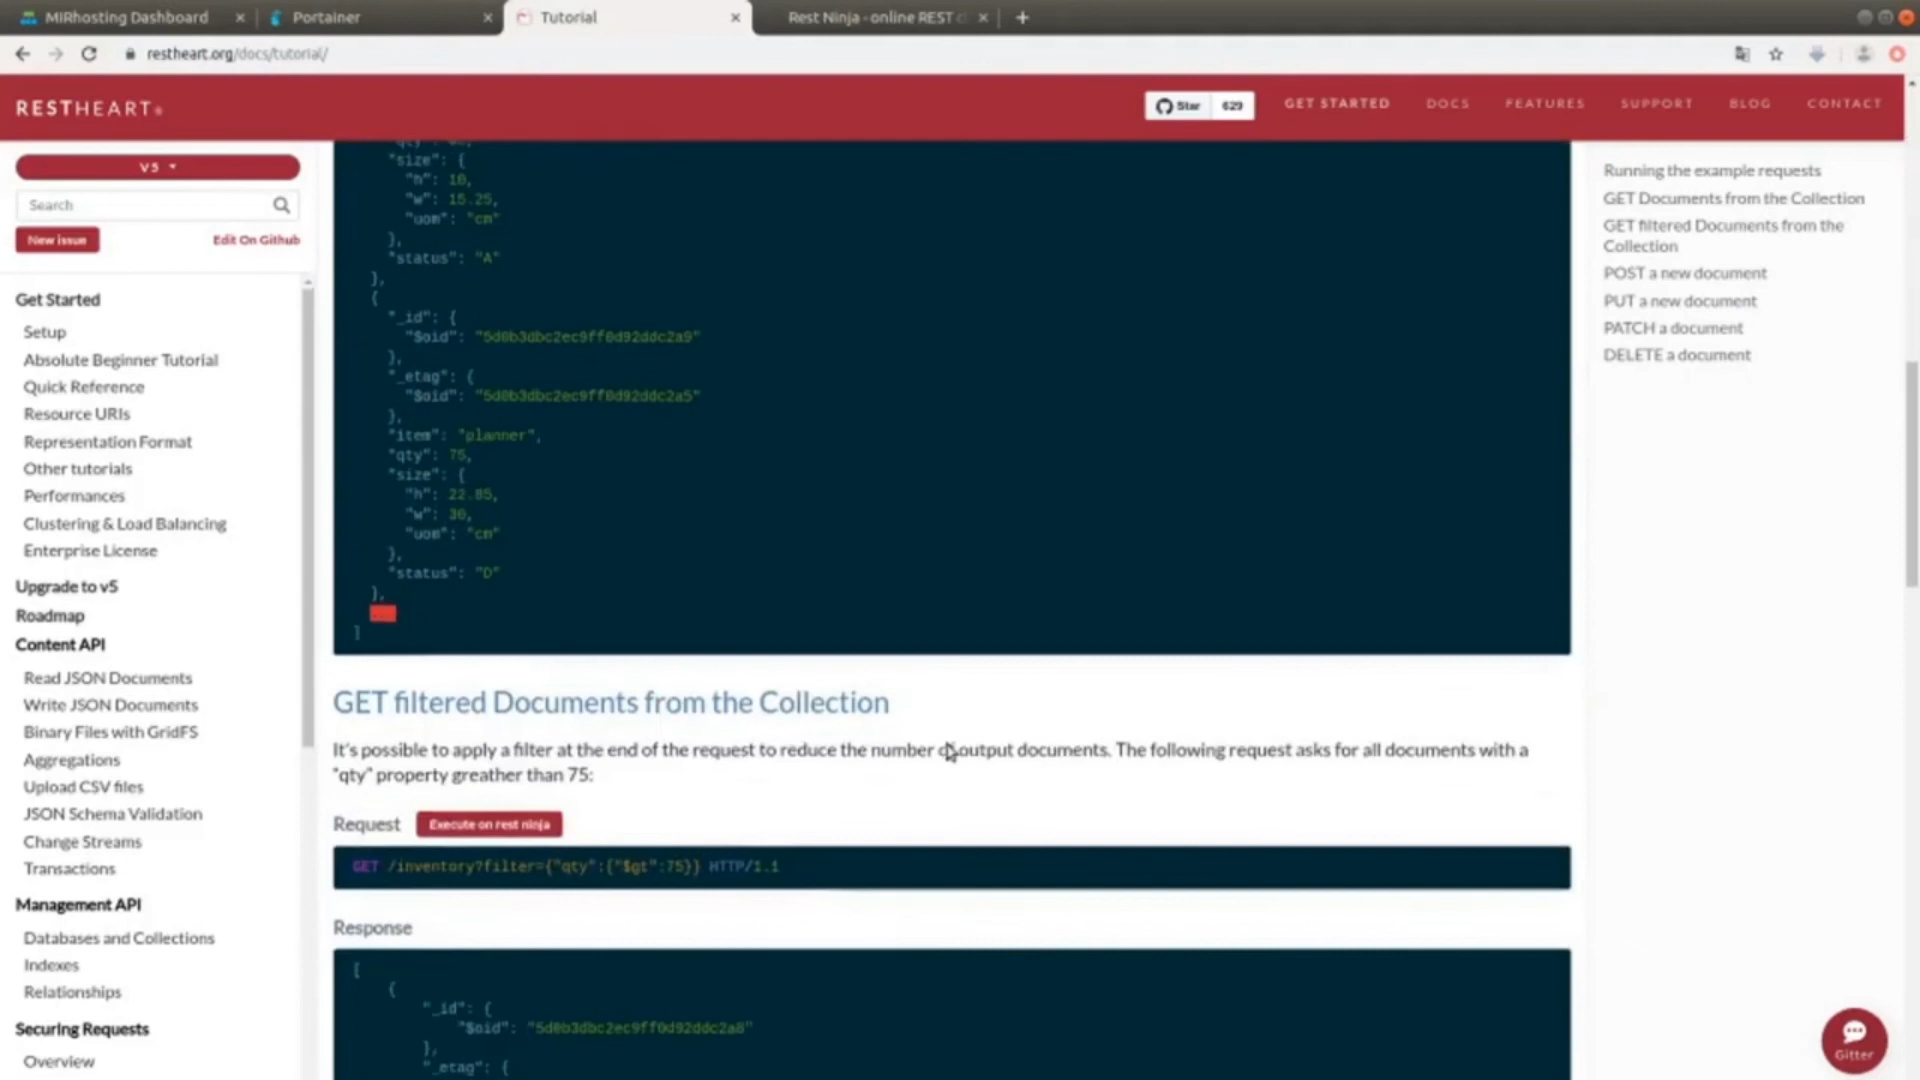 MIRhosting Dashboard
Portainer
Tutorial
Rest Ninja - online REST c
restheart.org/docs/tutorial/
RESTHEART
Star 629
GET STARTED
DOCS
FEATURES
SUPPORT
BLOG
CONTACT
V5
Search
New issue
Edit On Github
Get Started
Setup
Absolute Beginner Tutorial
Quick Reference
Resource URIs
Representation Format
Other tutorials
Performances
Clustering & Load Balancing
Enterprise License
Upgrade to v5
Roadmap
Content API
Read JSON Documents
Write JSON Documents
Binary Files with GridFS
Aggregations
Upload CSV files
JSON Schema Validation
Change Streams
Transactions
Management API
Databases and Collections
Indexes
Relationships
Securing Requests
Overview
"size": {
"h": 10,
"w": 15.25,
"uom": "cm"
},
"status": "A"
},
{
"_id": {
"$oid": "5d0b3dbc2ec9ff0d92ddc2a9"
},
"_etag": {
"$oid": "5d0b3dbc2ec9ff0d92ddc2a5"
},
"item": "planner",
"qty": 75,
"size": {
"h": 22.85,
"w": 30,
"uom": "cm"
},
"status": "D"
},
]
GET filtered Documents from the Collection
It's possible to apply a filter at the end of the request to reduce the number of output documents. The following request asks for all documents with a
"qty" property greather than 75:
Request
Execute on rest ninja
GET /inventory?filter={"qty":{"$gt":75}} HTTP/1.1
Response
[
{
"_id": {
"$oid": "5d0b3dbc2ec9ff0d92ddc2a8"
},
"_etag": {
Running the example requests
GET Documents from the Collection
GET filtered Documents from the
Collection
POST a new document
PUT a new document
PATCH a document
DELETE a document
Gitter